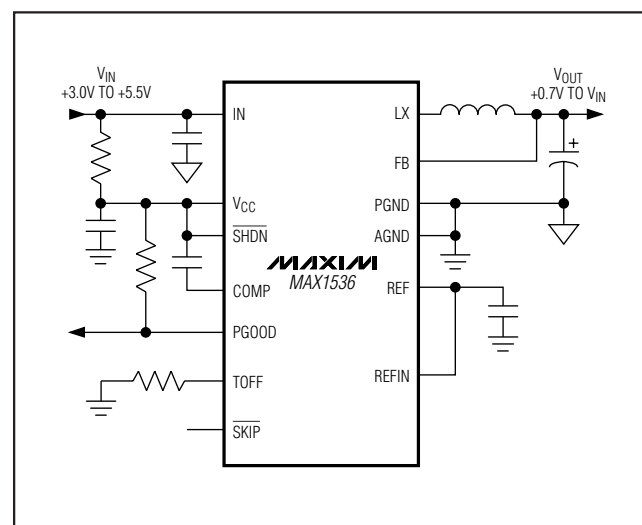 VIN
+3.0V TO +5.5V
VOUT
+0.7V TO VIN
IN
LX
FB
VCC
PGND
SHDN
AGND
MAXIM
MAX1536
COMP
REF
PGOOD
TOFF
REFIN
SKIP
+